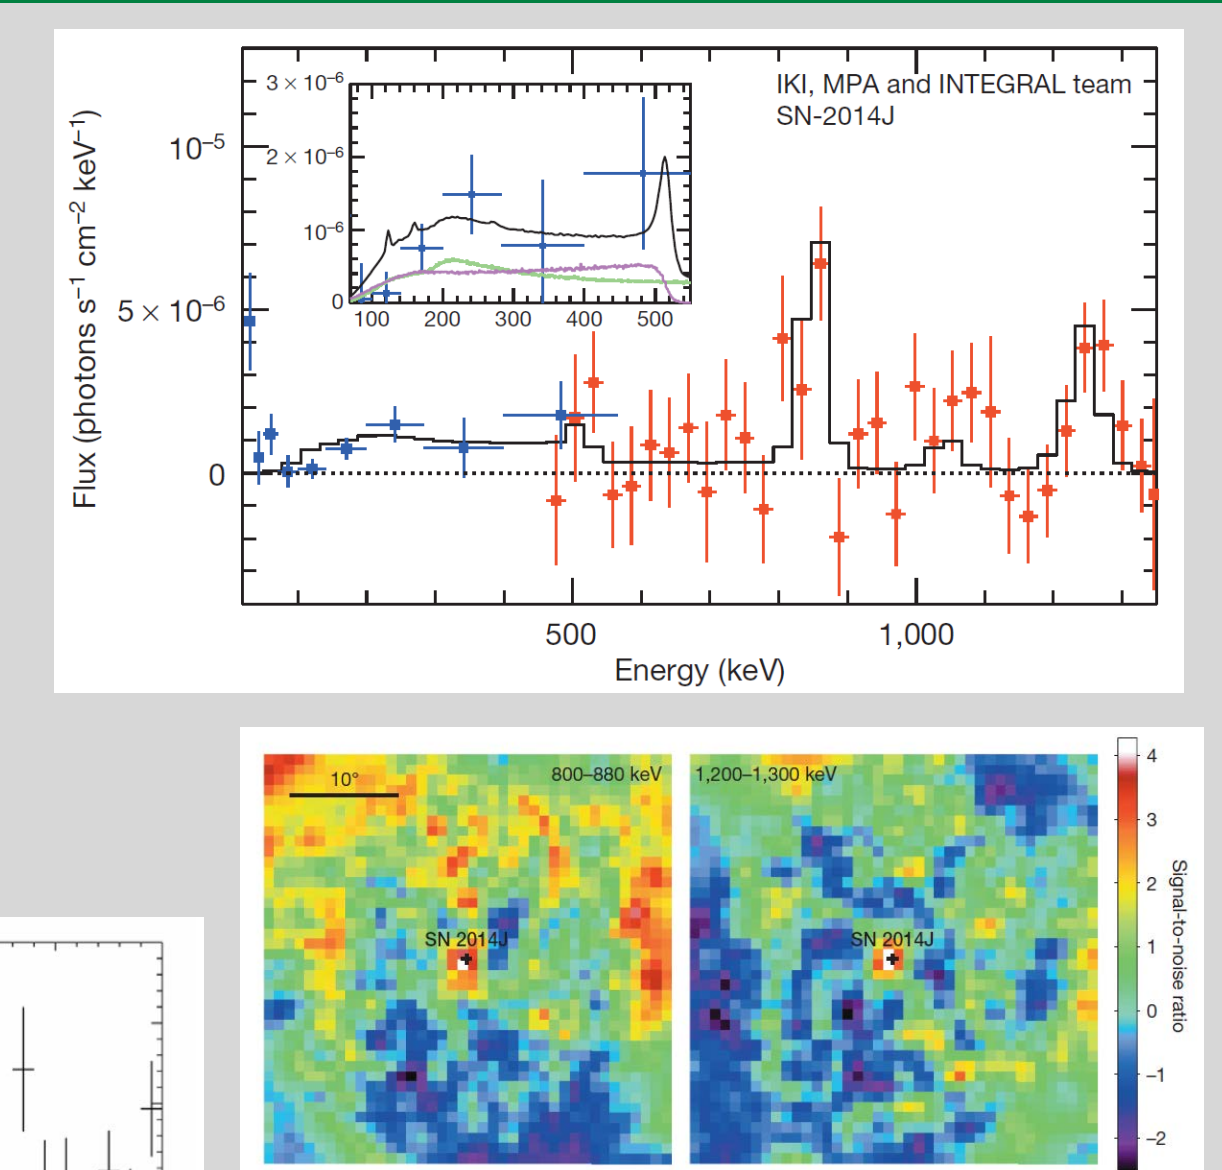 IKI, MPA and INTEGRAL team
SN-2014J
Flux (photons s⁻¹ cm⁻² keV⁻¹)
10⁻⁵
5 × 10⁻⁶
0
3 × 10⁻⁶
2 × 10⁻⁶
10⁻⁶
0
100 200 300 400 500
500 1,000
Energy (keV)
10°
800–880 keV
SN 2014J
1,200–1,300 keV
SN 2014J
4
3
2
1
0
–1
–2
Signal-to-noise ratio